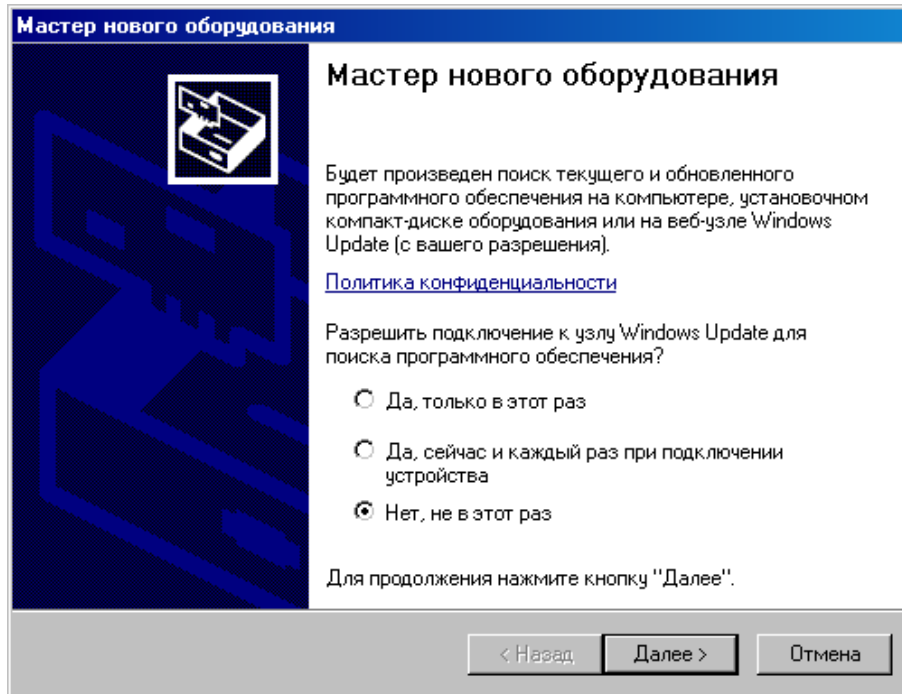 Мастер нового оборудования
Мастер нового оборудования
Будет произведен поиск текущего и обновленного
программного обеспечения на компьютере, установочном
компакт-диске оборудования или на веб-узле Windows
Update (с вашего разрешения).
Политика конфиденциальности
Разрешить подключение к узлу Windows Update для
поиска программного обеспечения?
Да, только в этот раз
Да, сейчас и каждый раз при подключении
устройства
Нет, не в этот раз
Для продолжения нажмите кнопку "Далее".
< Назад Далее > Отмена